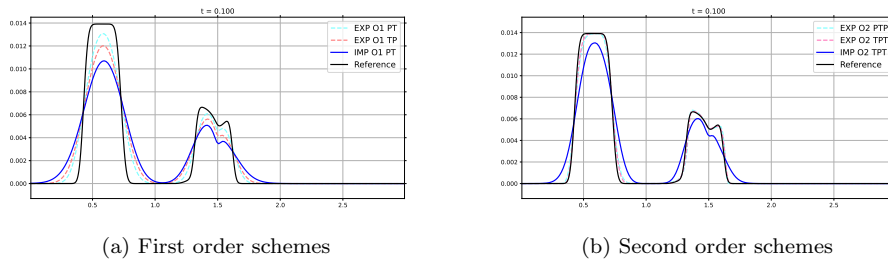 t = 0.100
0.014
0.012
0.010
0.008
0.006
0.004
0.002
0.000
0.5
1.0
1.5
2.0
2.5
EXP O1 PT
EXP O1 TP
IMP O1 PT
Reference
(a) First order schemes
t = 0.100
0.014
0.012
0.010
0.008
0.006
0.004
0.002
0.000
0.5
1.0
1.5
2.0
2.5
EXP O2 PTP
EXP O2 TPT
IMP O2 TPT
Reference
(b) Second order schemes